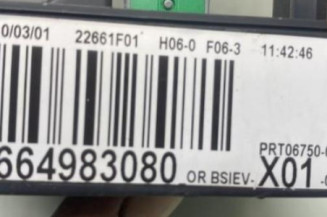 0/03/01 22661F01 H06-0 F06-3 11:42:46
PRT06750-
664983080 OR BSIEV- X01 -